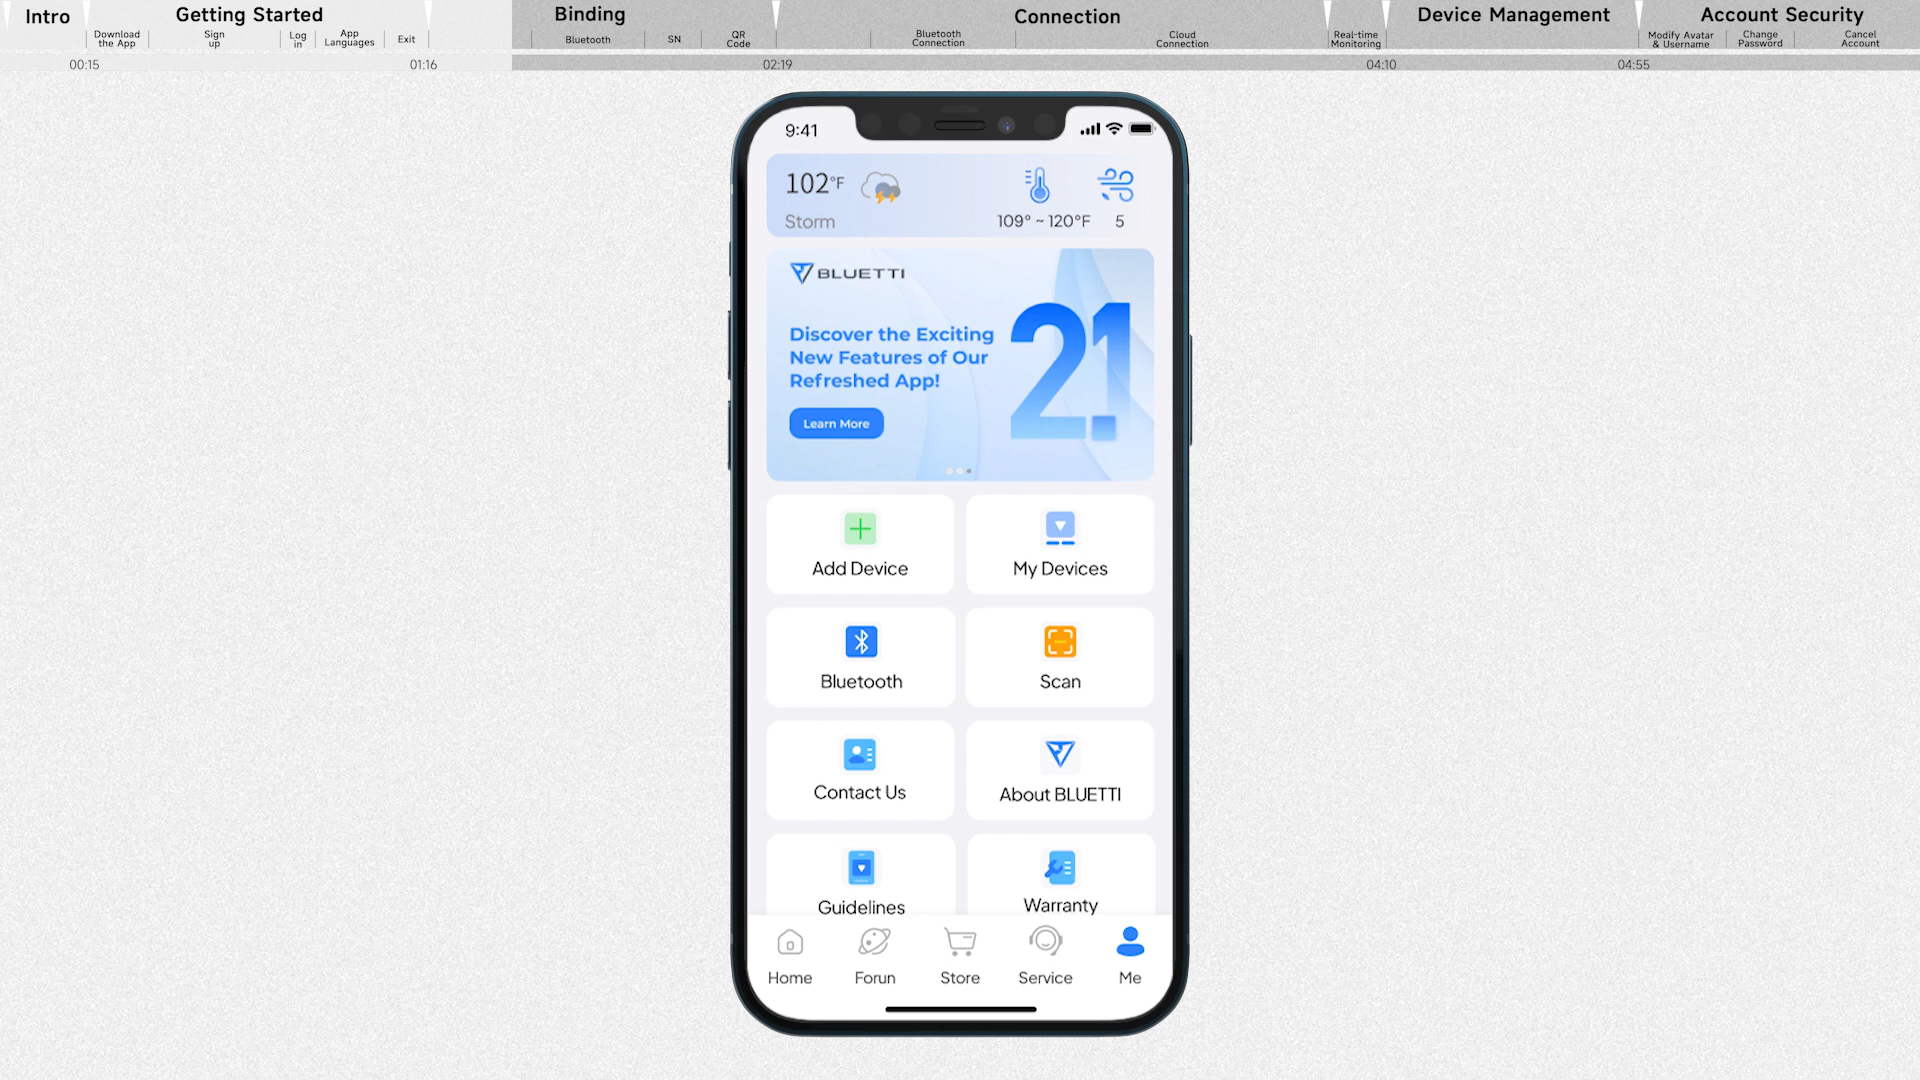 Intro
Getting Started
Binding
Connection
Device Management
Account Security
Download
the App
Sign
up
Log
in
App
Languages
Exit
Bluetooth
SN
QR
Code
Bluetooth
Connection
Cloud
Connection
Real-time
Monitoring
Modify Avatar
& Username
Change
Password
Cancel
Account
00:15
01:16
02:19
04:10
04:55
9:41
102°F
Storm
109° ~ 120°F
5
BLUETTI
Discover the Exciting
New Features of Our
Refreshed App!
2.1
Learn More
Add Device
My Devices
Bluetooth
Scan
Contact Us
About BLUETTI
Guidelines
Warranty
Home
Forun
Store
Service
Me